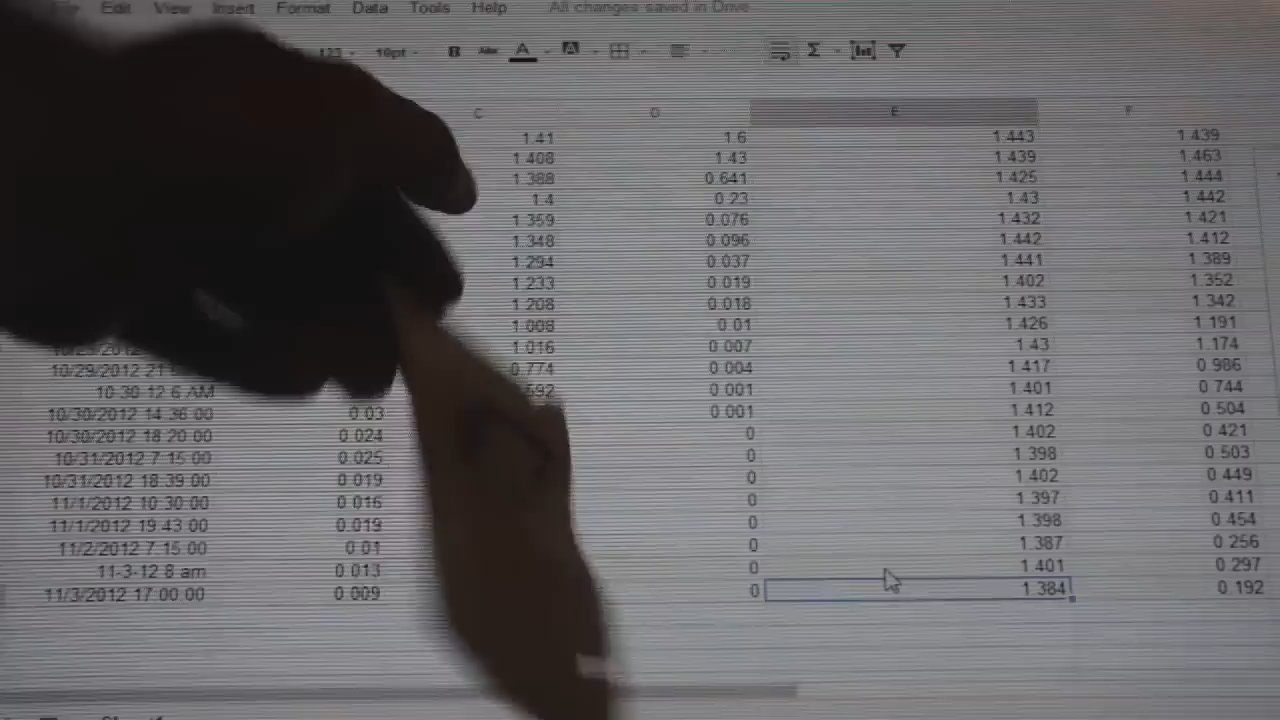 Edit View Insert Format Data Tools Help All changes saved in Drive
123 10pt B Abc A A Σ
C D E F
1.41 1.6 1.443 1.439
1.408 1.43 1.439 1.463
1.388 0.641 1.425 1.444
1.4 0.23 1.43 1.442
1.359 0.076 1.432 1.421
1.348 0.096 1.442 1.412
1.294 0.037 1.441 1.389
1.233 0.019 1.402 1.352
1.208 0.018 1.433 1.342
1.008 0.01 1.426 1.191
1.016 0.007 1.43 1.174
10/29/2012 0.774 0.004 1.417 0.986
10-30-12 6 AM 0.001 1.401 0.744
10/30/2012 14:36:00 0.03 0.001 1.412 0.504
10/30/2012 18:20:00 0.024 0 1.402 0.421
10/31/2012 7:15:00 0.025 0 1.398 0.503
10/31/2012 18:39:00 0.019 0 1.402 0.449
11/1/2012 10:30:00 0.016 0 1.397 0.411
11/1/2012 19:43:00 0.019 0 1.398 0.454
11/2/2012 7:15:00 0.01 0 1.387 0.256
11-3-12 8 am 0.013 0 1.401 0.297
11/3/2012 17:00:00 0.009 0 1.384 0.192